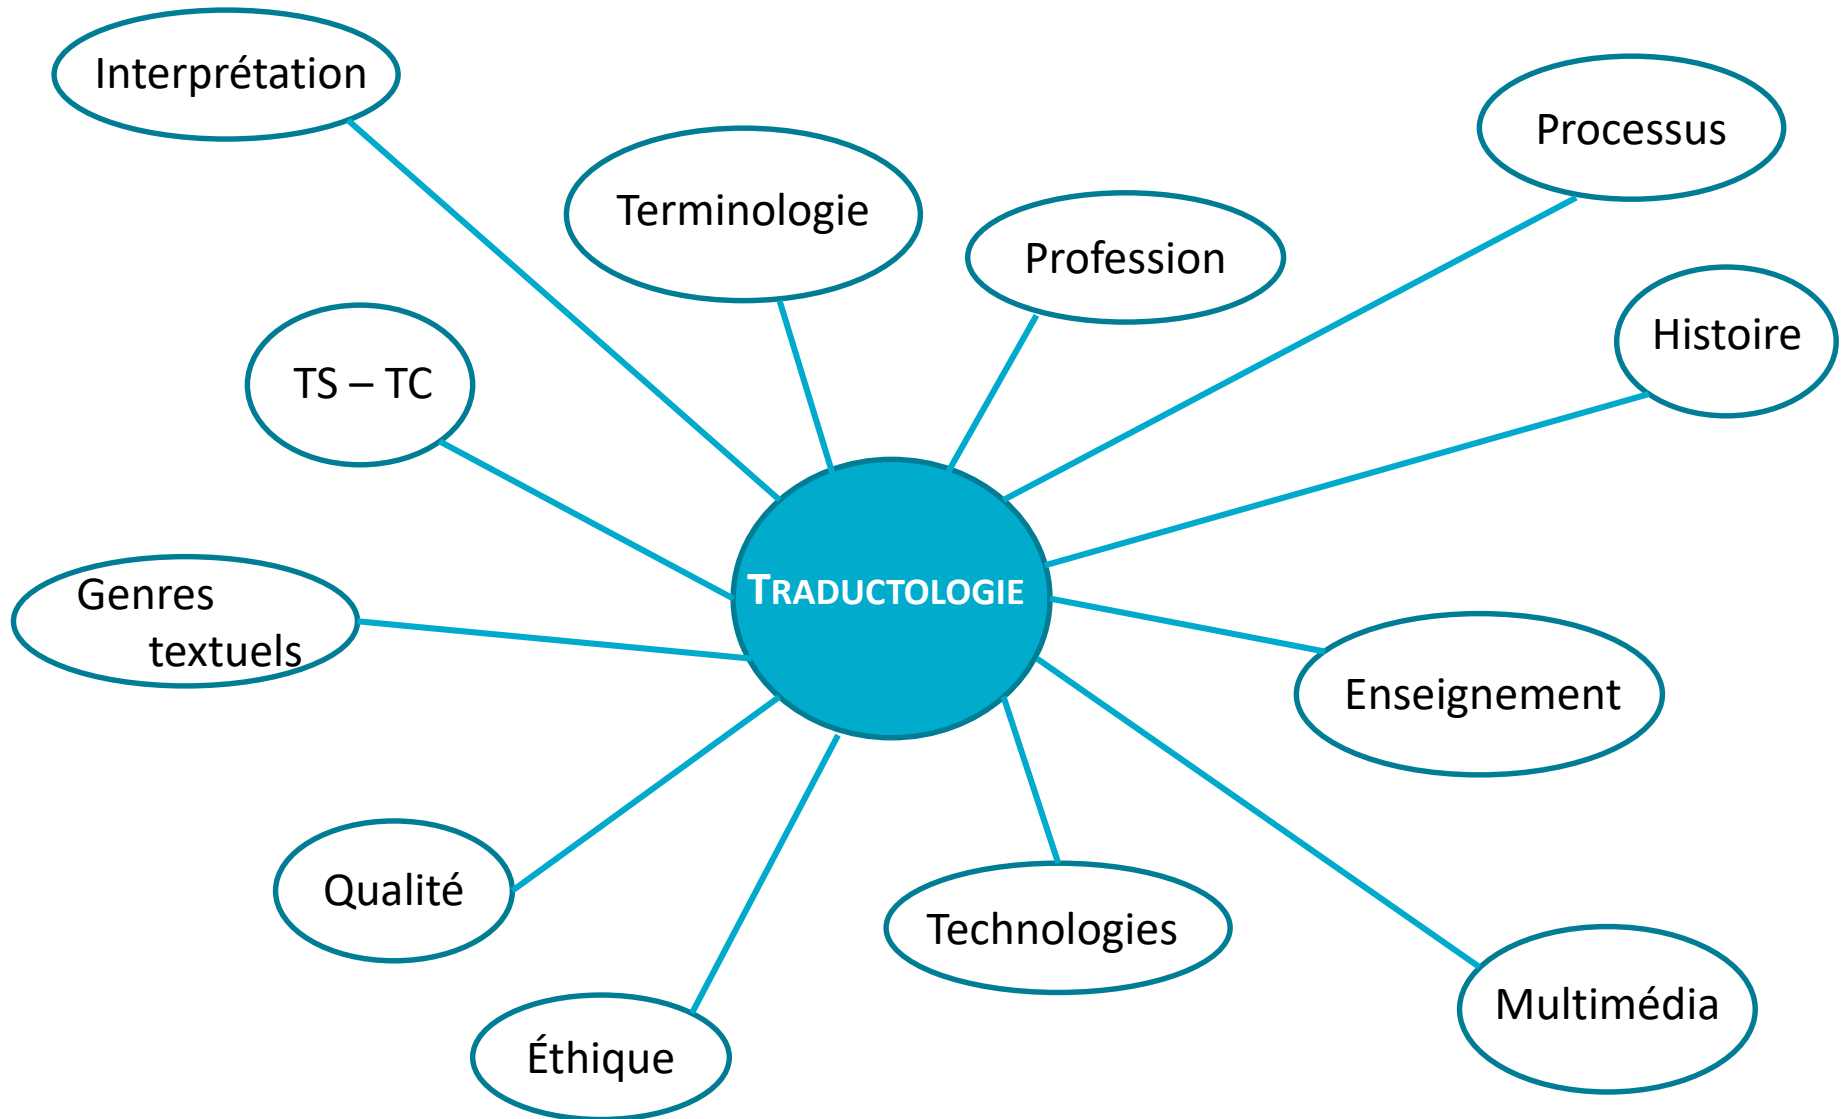 Interprétation
Processus
Terminologie
Profession
Histoire
TS – TC
TRADUCTOLOGIE
Genres
textuels
Enseignement
Qualité
Technologies
Multimédia
Éthique